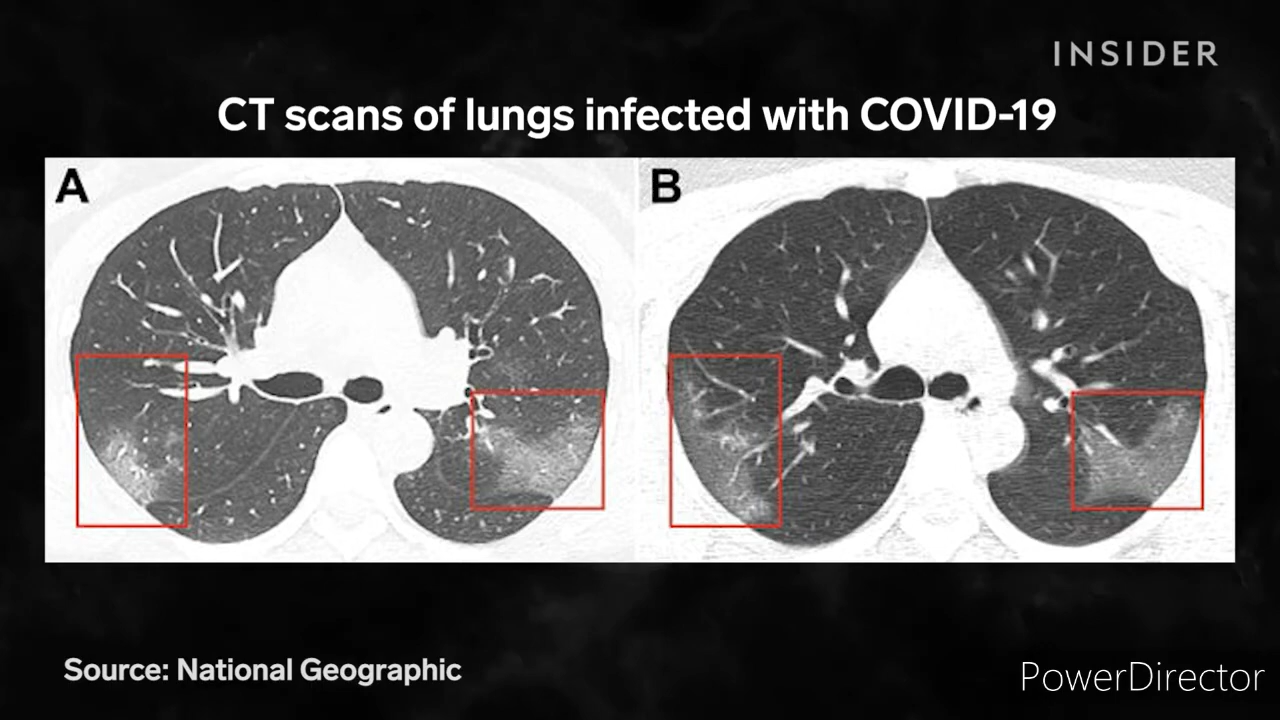 INSIDER
CT scans of lungs infected with COVID-19
A
B
Source: National Geographic
PowerDirector